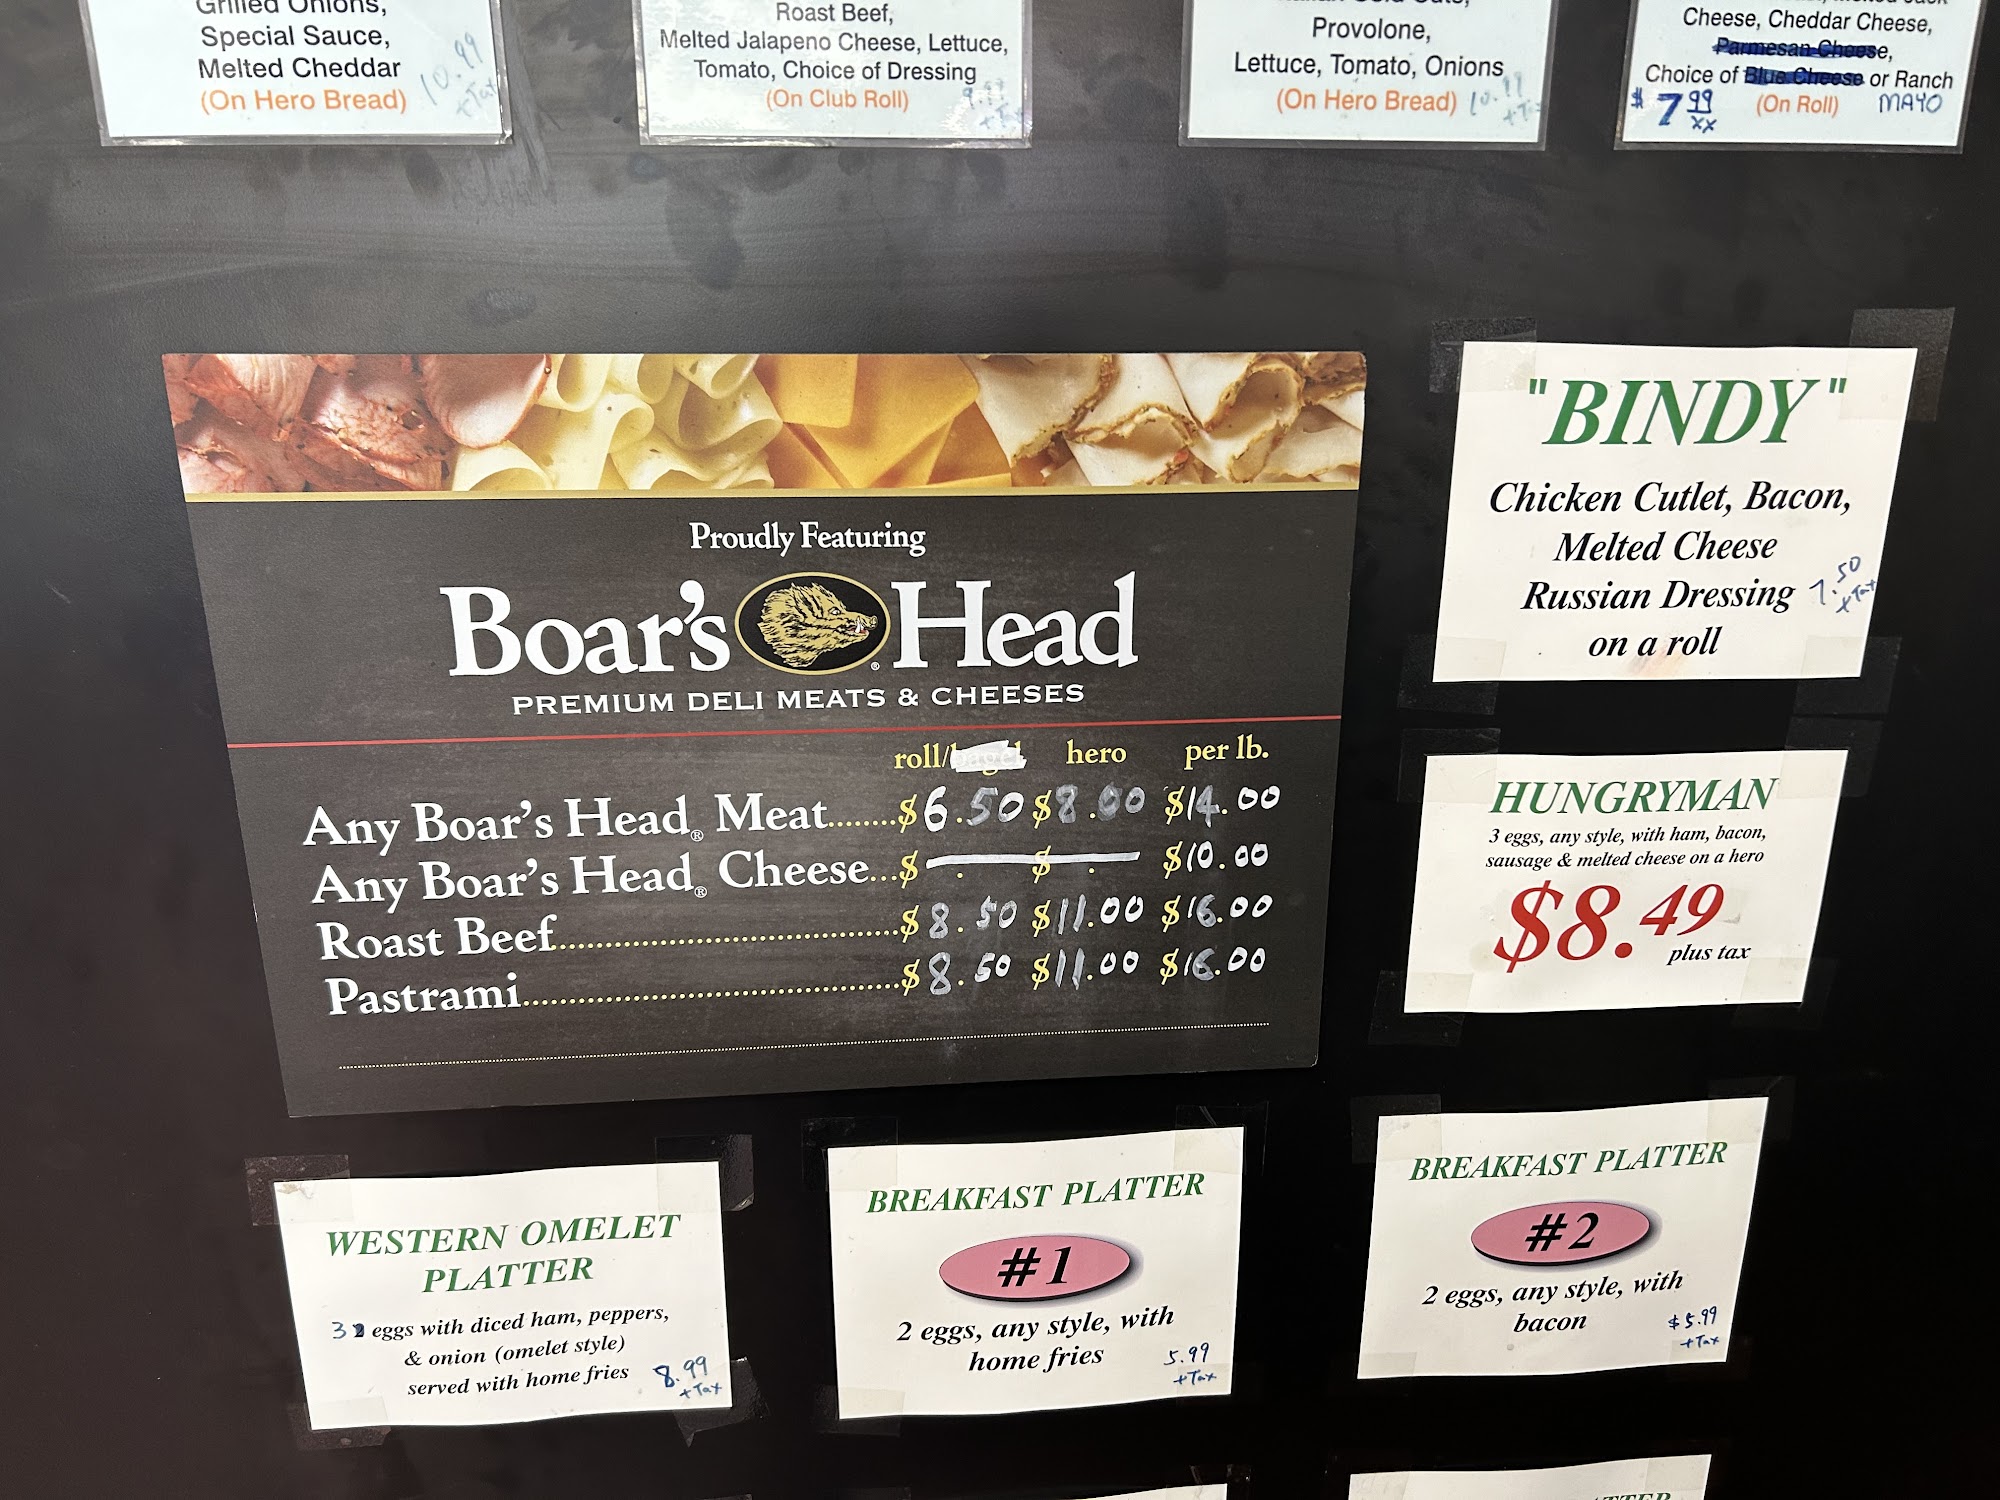 Grilled Onions,
Special Sauce,
Melted Cheddar
(On Hero Bread)
10.99
+Tax
Roast Beef,
Melted Jalapeno Cheese, Lettuce,
Tomato, Choice of Dressing
(On Club Roll)
Provolone,
Lettuce, Tomato, Onions
(On Hero Bread)
Cheese, Cheddar Cheese,
Parmesan Cheese,
Choice of Blue Cheese or Ranch
$7.99 (On Roll) MAYO
xx
Proudly Featuring
Boar's Head®
PREMIUM DELI MEATS & CHEESES
roll/bagel hero per lb.
Any Boar's Head® Meat........$6.50 $8.00 $14.00
Any Boar's Head® Cheese...$ . $ . $10.00
Roast Beef........$8.50 $11.00 $16.00
Pastrami........$8.50 $11.00 $16.00
"BINDY"
Chicken Cutlet, Bacon,
Melted Cheese
Russian Dressing 7.50
+Tax
on a roll
HUNGRYMAN
3 eggs, any style, with ham, bacon,
sausage & melted cheese on a hero
$8.49
plus tax
WESTERN OMELET
PLATTER
3 eggs with diced ham, peppers,
& onion (omelet style)
served with home fries 8.99
+Tax
BREAKFAST PLATTER
#1
2 eggs, any style, with
home fries 5.99
+Tax
BREAKFAST PLATTER
#2
2 eggs, any style, with
bacon $5.99
+Tax